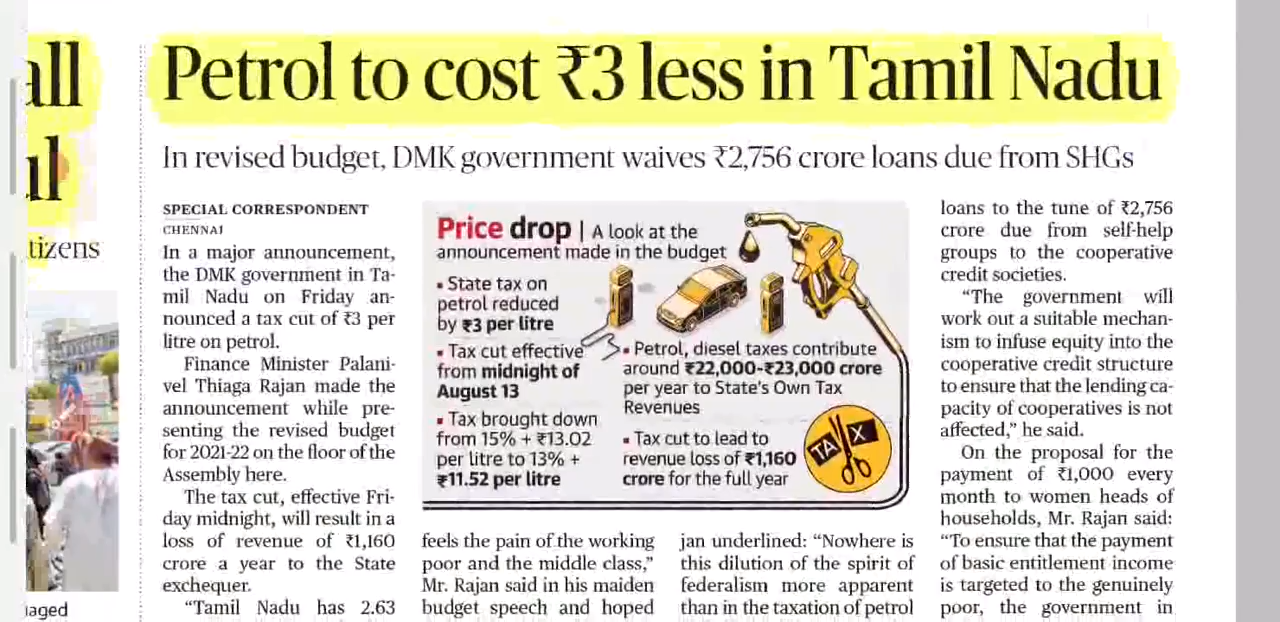 all
tizens
aged
Petrol to cost ₹3 less in Tamil Nadu
In revised budget, DMK government waives ₹2,756 crore loans due from SHGs
SPECIAL CORRESPONDENT
CHENNAI
In a major announcement,
the DMK government in Ta-
mil Nadu on Friday an-
nounced a tax cut of ₹3 per
litre on petrol.
Finance Minister Palani-
vel Thiaga Rajan made the
announcement while pre-
senting the revised budget
for 2021-22 on the floor of the
Assembly here.
The tax cut, effective Fri-
day midnight, will result in a
loss of revenue of ₹1,160
crore a year to the State
exchequer.
“Tamil Nadu has 2.63
Price drop | A look at the
announcement made in the budget
▪ State tax on
petrol reduced
by ₹3 per litre
▪ Tax cut effective
from midnight of
August 13
▪ Tax brought down
from 15% + ₹13.02
per litre to 13% +
₹11.52 per litre
▪ Petrol, diesel taxes contribute
around ₹22,000-₹23,000 crore
per year to State’s Own Tax
Revenues
▪ Tax cut to lead to
revenue loss of ₹1,160
crore for the full year
TAX
feels the pain of the working
poor and the middle class,”
Mr. Rajan said in his maiden
budget speech and hoped
jan underlined: “Nowhere is
this dilution of the spirit of
federalism more apparent
than in the taxation of petrol
loans to the tune of ₹2,756
crore due from self-help
groups to the cooperative
credit societies.
“The government will
work out a suitable mechan-
ism to infuse equity into the
cooperative credit structure
to ensure that the lending ca-
pacity of cooperatives is not
affected,” he said.
On the proposal for the
payment of ₹1,000 every
month to women heads of
households, Mr. Rajan said:
“To ensure that the payment
of basic entitlement income
is targeted to the genuinely
poor, the government in